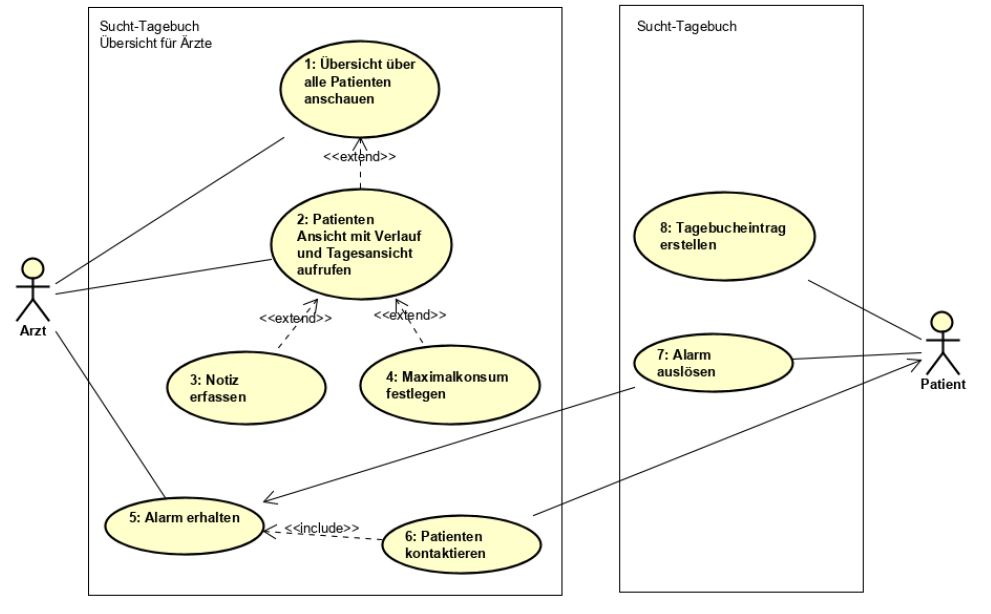 Sucht-Tagebuch
Übersicht für Ärzte
1: Übersicht über
alle Patienten
anschauen
<<extend>>
2: Patienten
Ansicht mit Verlauf
und Tagesansicht
aufrufen
<<extend>>
<<extend>>
3: Notiz
erfassen
4: Maximalkonsum
festlegen
Arzt
5: Alarm erhalten
<<include>>
6: Patienten
kontaktieren
Sucht-Tagebuch
8: Tagebucheintrag
erstellen
7: Alarm
auslösen
Patient